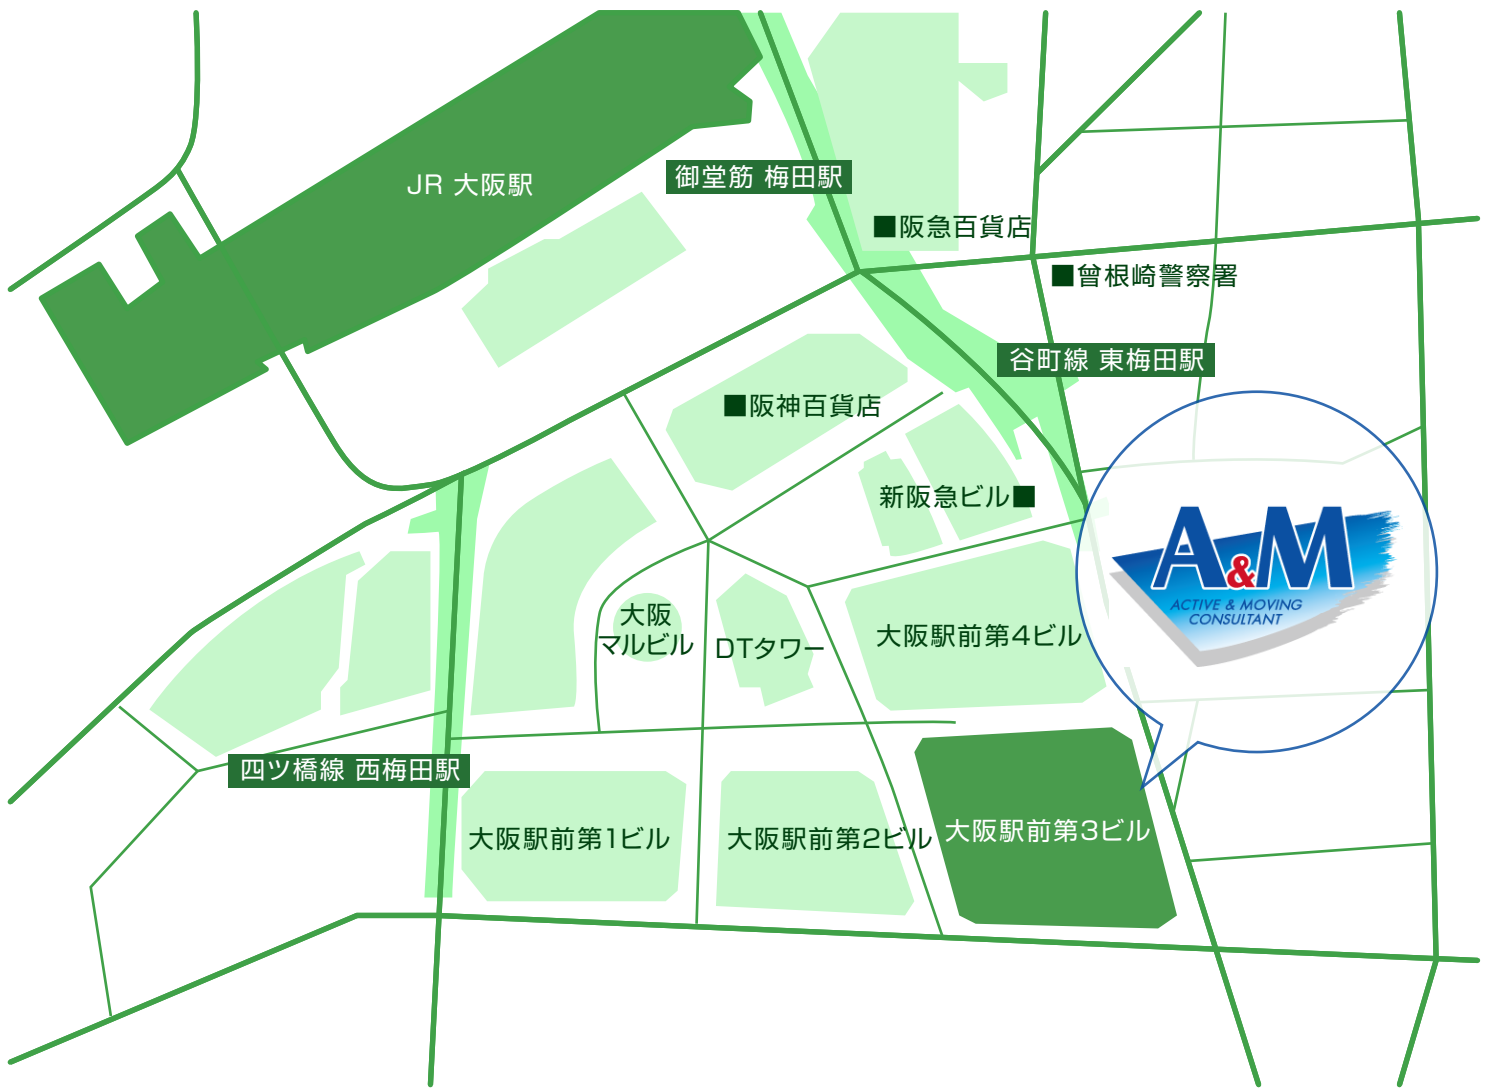 JR 大阪駅
御堂筋 梅田駅
■阪急百貨店
■曾根崎警察署
谷町線 東梅田駅
■阪神百貨店
新阪急ビル■
A&M
ACTIVE & MOVING
CONSULTANT
大阪
マルビル
DTタワー
大阪駅前第4ビル
四ツ橋線 西梅田駅
大阪駅前第1ビル
大阪駅前第2ビル
大阪駅前第3ビル